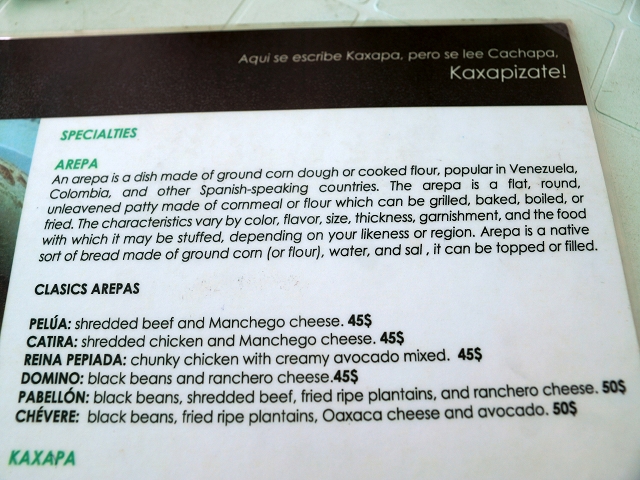 Aqui se escribe Kaxapa, pero se lee Cachapa,
Kaxapizate!
SPECIALTIES
AREPA
An arepa is a dish made of ground corn dough or cooked flour, popular in Venezuela,
Colombia, and other Spanish-speaking countries. The arepa is a flat, round,
unleavened patty made of cornmeal or flour which can be grilled, baked, boiled, or
fried. The characteristics vary by color, flavor, size, thickness, garnishment, and the food
with which it may be stuffed, depending on your likeness or region. Arepa is a native
sort of bread made of ground corn (or flour), water, and sal , it can be topped or filled.
CLASICS AREPAS
PELÚA: shredded beef and Manchego cheese. 45$
CATIRA: shredded chicken and Manchego cheese. 45$
REINA PEPIADA: chunky chicken with creamy avocado mixed. 45$
DOMINO: black beans and ranchero cheese.45$
PABELLÓN: black beans, shredded beef, fried ripe plantains, and ranchero cheese. 50$
CHÉVERE: black beans, fried ripe plantains, Oaxaca cheese and avocado. 50$
KAXAPA